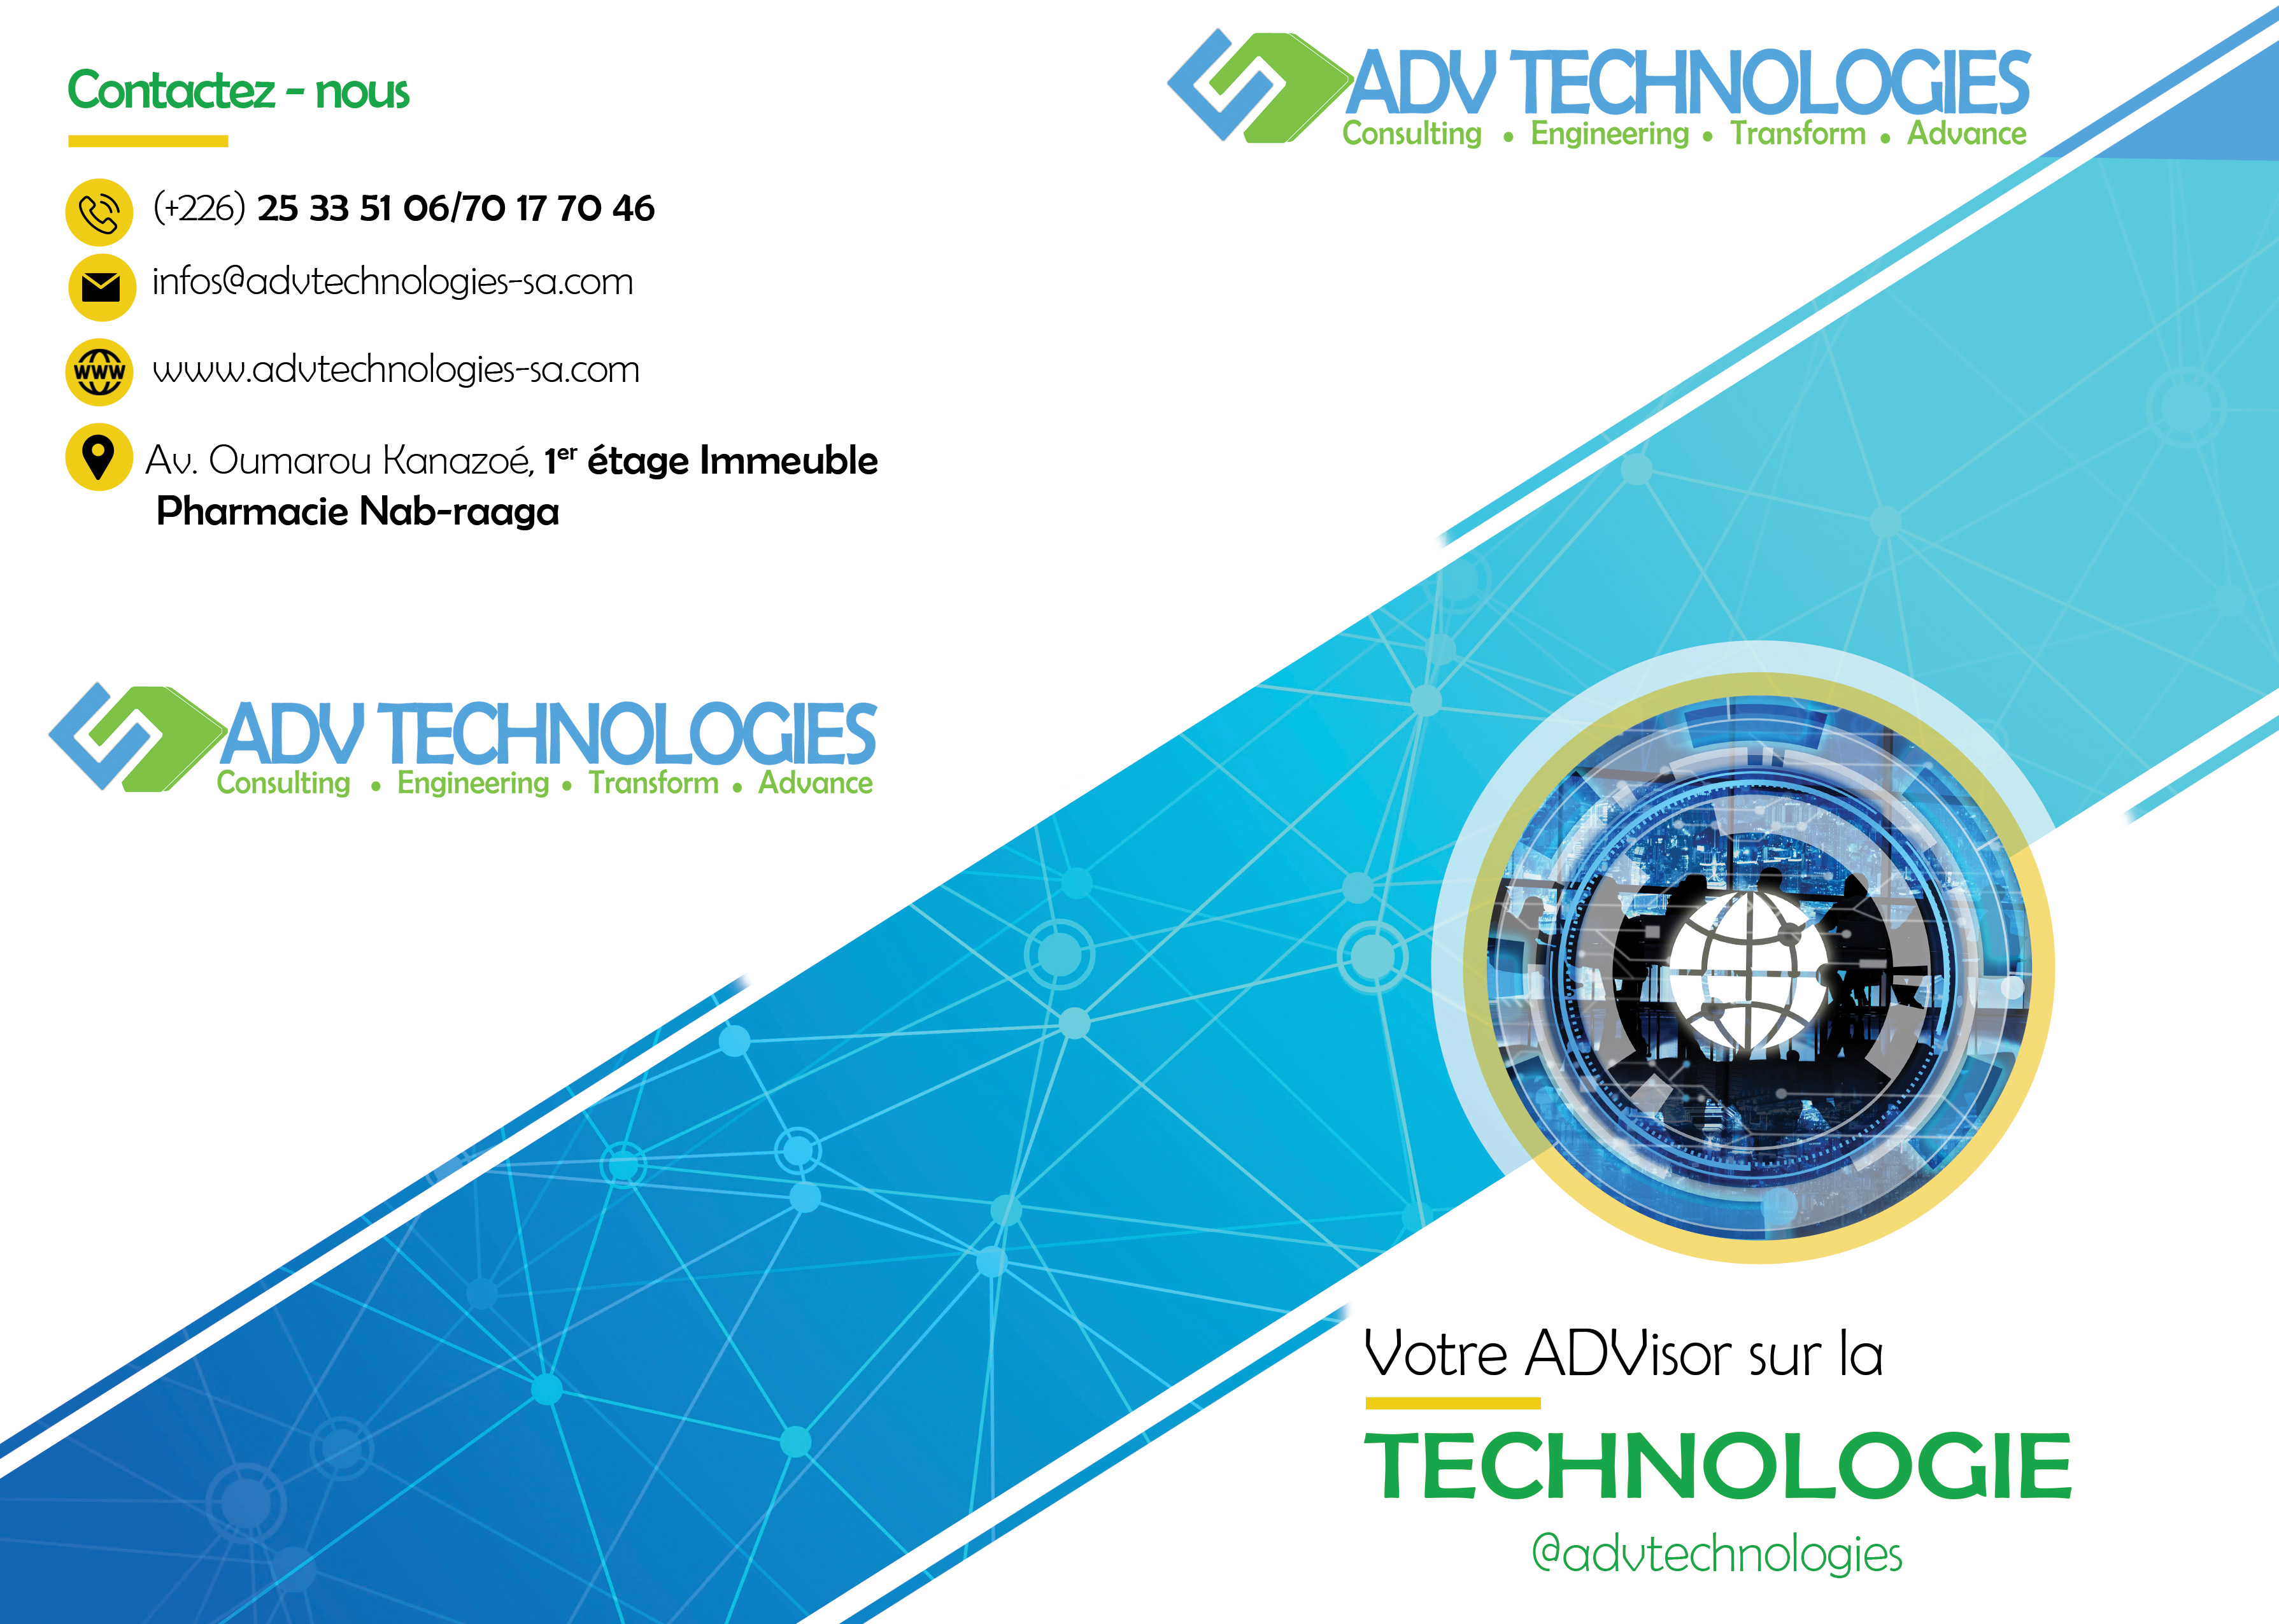 Contactez - nous
(+226) 25 33 51 06/70 17 70 46
infos@advtechnologies-sa.com
www
www.advtechnologies-sa.com
Av. Oumarou Kanazoé, 1er étage Immeuble
Pharmacie Nab-raaga
ADV TECHNOLOGIES
Consulting • Engineering • Transform • Advance
ADV TECHNOLOGIES
Consulting • Engineering • Transform • Advance
Votre ADVisor sur la
TECHNOLOGIE
@advtechnologies